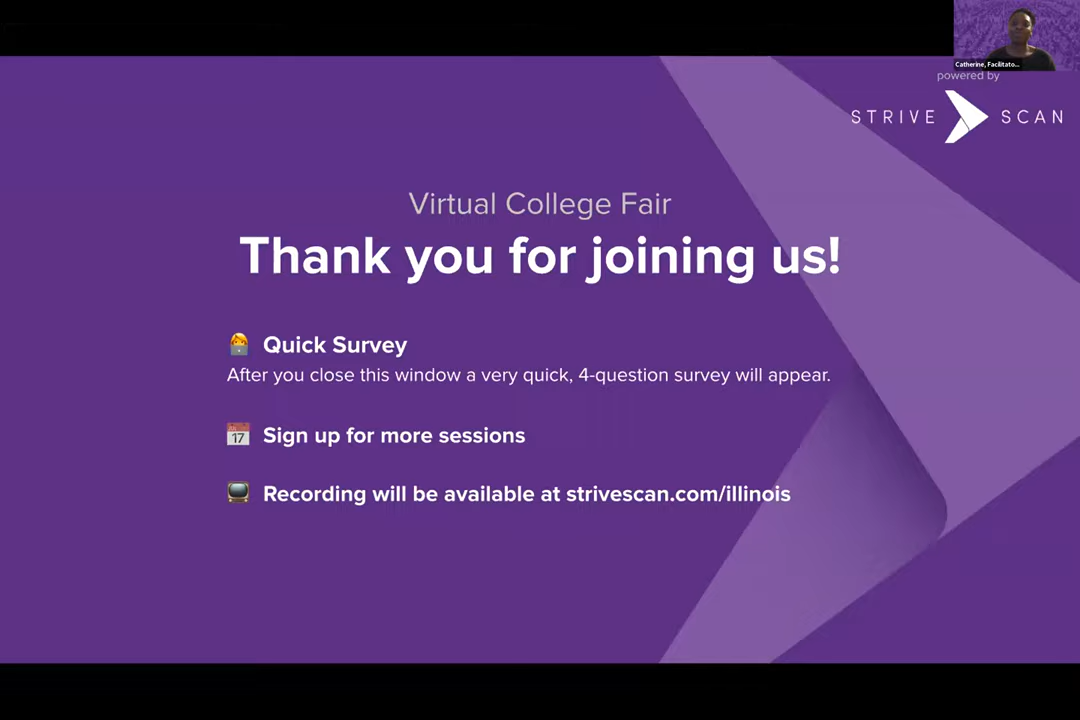 Catherine, Facilitato...
powered by
STRIVE SCAN
Virtual College Fair
Thank you for joining us!
Quick Survey
After you close this window a very quick, 4-question survey will appear.
17
Sign up for more sessions
Recording will be available at strivescan.com/illinois